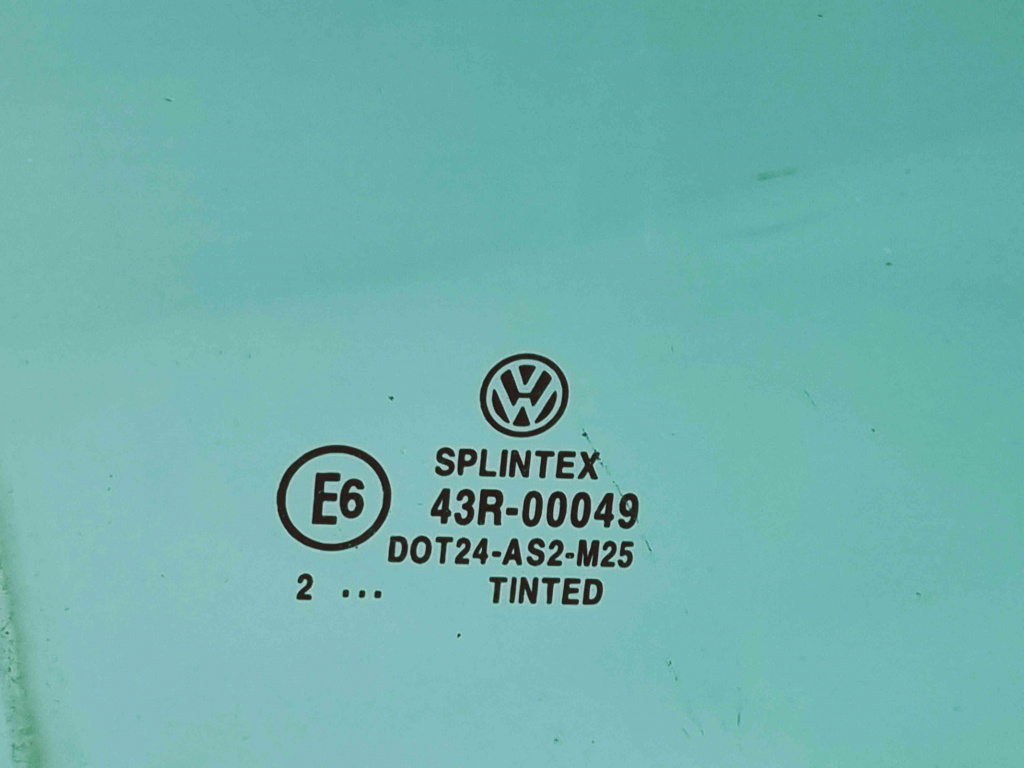 SPLINTEX
E6 43R-00049
DOT24-AS2-M25
2 ... TINTED